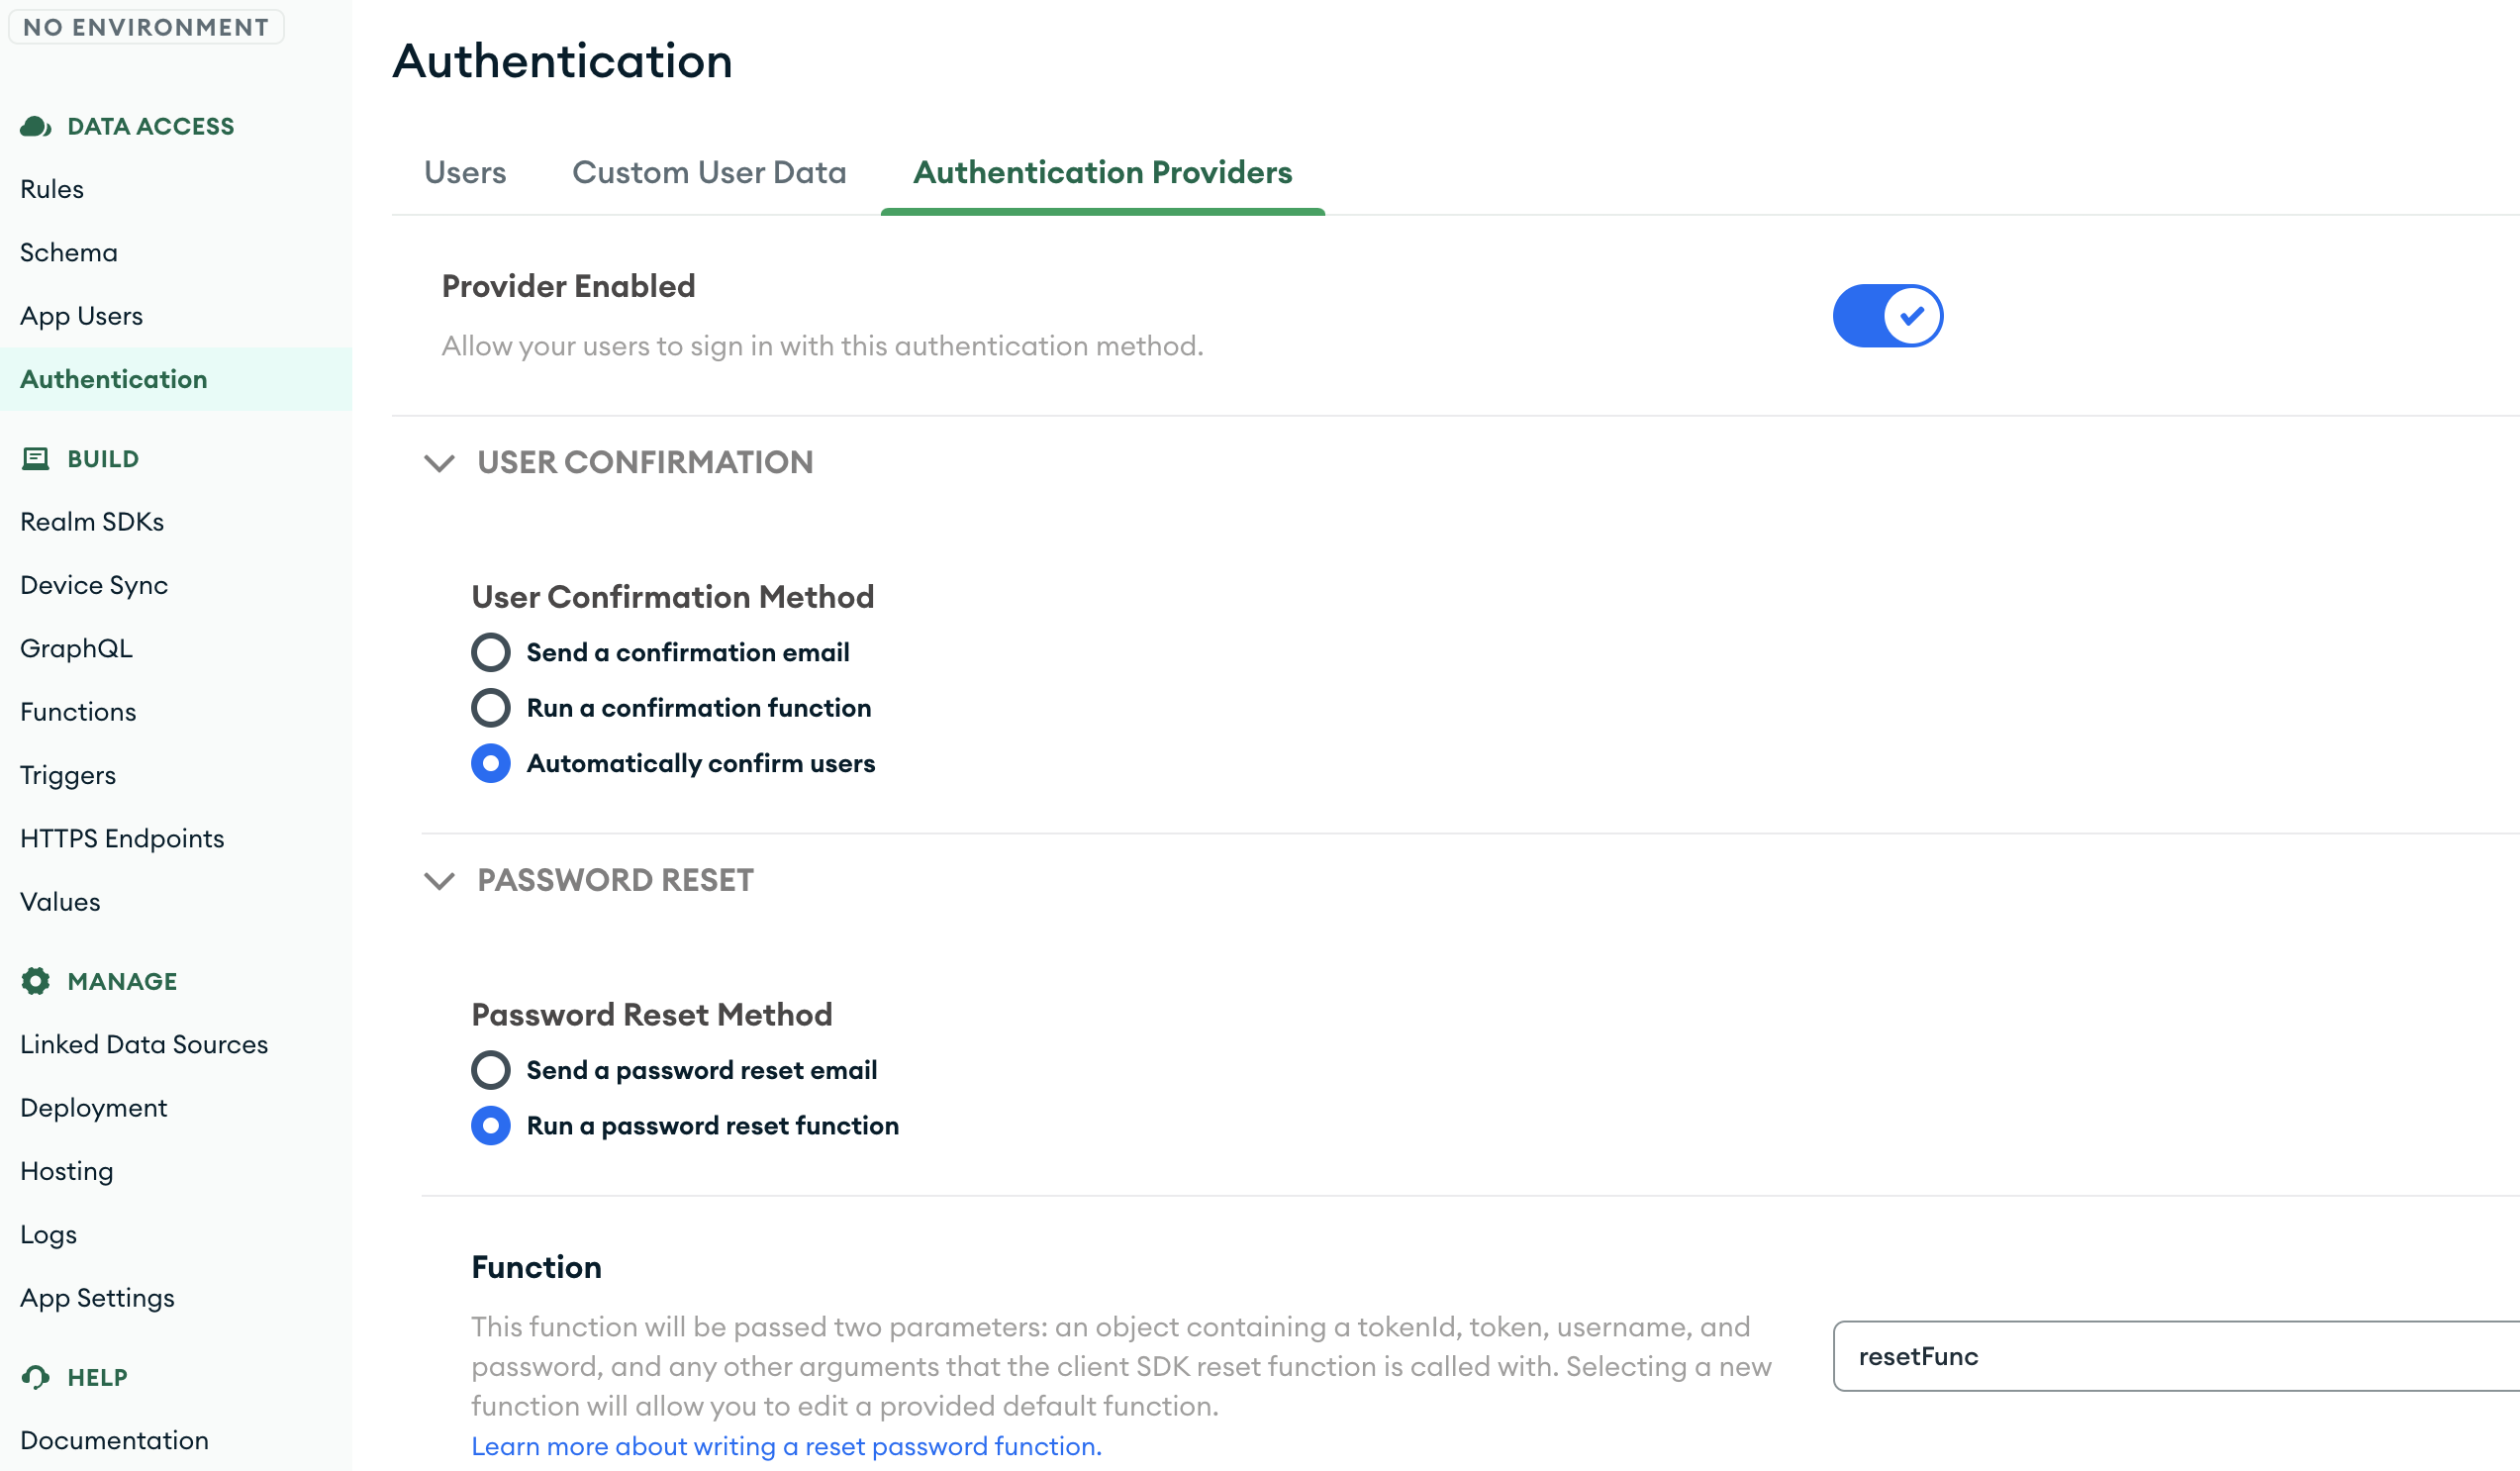 NO ENVIRONMENT
DATA ACCESS
Rules
Schema
App Users
Authentication
BUILD
Realm SDKs
Device Sync
GraphQL
Functions
Triggers
HTTPS Endpoints
Values
MANAGE
Linked Data Sources
Deployment
Hosting
Logs
App Settings
HELP
Documentation
Authentication
Users
Custom User Data
Authentication Providers
Provider Enabled
Allow your users to sign in with this authentication method.
USER CONFIRMATION
User Confirmation Method
Send a confirmation email
Run a confirmation function
Automatically confirm users
PASSWORD RESET
Password Reset Method
Send a password reset email
Run a password reset function
Function
This function will be passed two parameters: an object containing a tokenId, token, username, and
password, and any other arguments that the client SDK reset function is called with. Selecting a new
function will allow you to edit a provided default function.
Learn more about writing a reset password function.
resetFunc